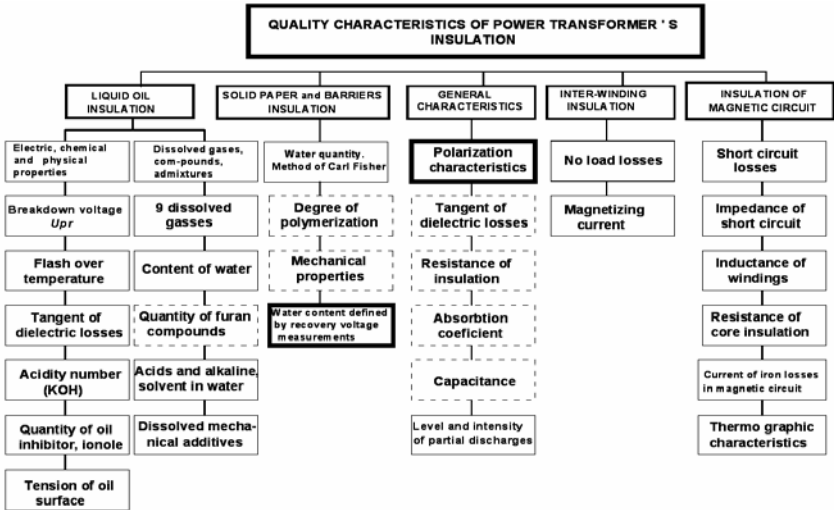 QUALITY CHARACTERISTICS OF POWER TRANSFORMER ' S
INSULATION
LIQUID OIL
INSULATION
SOLID PAPER and BARRIERS
INSULATION
GENERAL
CHARACTERISTICS
INTER-WINDING
INSULATION
INSULATION OF
MAGNETIC CIRCUIT
Electric, chemical
and physical
properties
Breakdown voltage
Upr
Flash over
temperature
Tangent of
dielectric losses
Acidity number
(KOH)
Quantity of oil
inhibitor, ionole
Tension of oil
surface
Dissolved gases,
com-pounds,
admixtures
9 dissolved
gasses
Content of water
Quantity of furan
compounds
Acids and alkaline,
solvent in water
Dissolved mecha-
nical additives
Water quantity.
Method of Carl Fisher
Degree of
polymerization
Mechanical
properties
Water content defined
by recovery voltage
measurements
Polarization
characteristics
Tangent of
dielectric losses
Resistance of
insulation
Absorbtion
coeficient
Capacitance
Level and intensity
of partial discharges
No load losses
Magnetizing
current
Short circuit
losses
Impedance of
short circuit
Inductance of
windings
Resistance of
core insulation
Current of iron losses
in magnetic circuit
Thermo graphic
characteristics